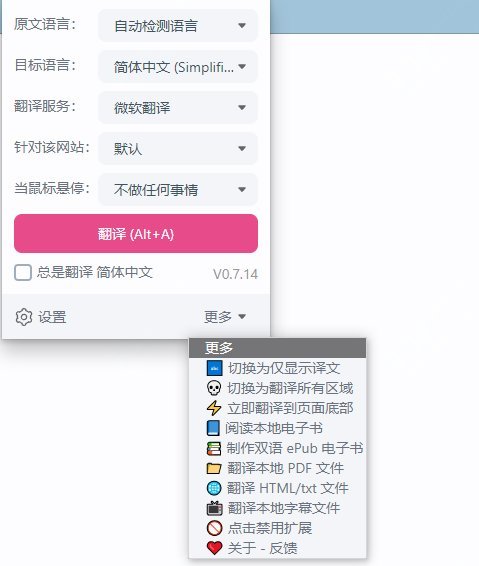 原文语言： 自动检测语言
目标语言： 简体中文 (Simplifi...
翻译服务： 微软翻译
针对该网站： 默认
当鼠标悬停： 不做任何事情
翻译 (Alt+A)
总是翻译 简体中文 V0.7.14
设置 更多
更多
切换为仅显示译文
切换为翻译所有区域
立即翻译到页面底部
阅读本地电子书
制作双语 ePub 电子书
翻译本地 PDF 文件
翻译 HTML/txt 文件
翻译本地字幕文件
点击禁用扩展
关于 - 反馈